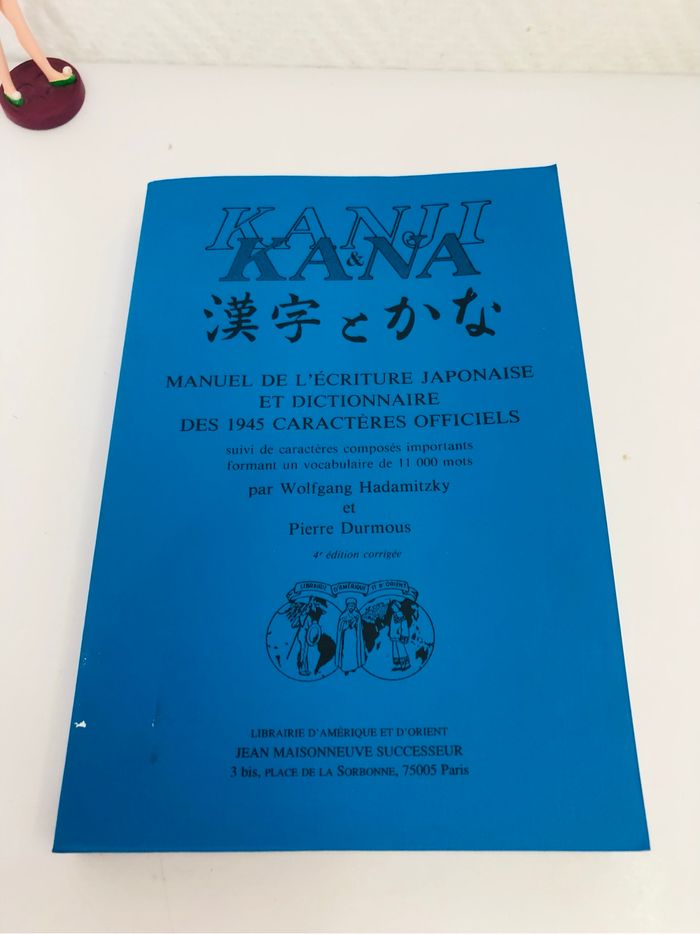 KANJI
&
KANA
漢字とかな
MANUEL DE L'ÉCRITURE JAPONAISE
ET DICTIONNAIRE
DES 1945 CARACTÈRES OFFICIELS
suivi de caractères composés importants
formant un vocabulaire de 11 000 mots
par Wolfgang Hadamitzky
et
Pierre Durmous
4e édition corrigée
LIBRAIRIE D'AMÉRIQUE ET D'ORIENT
LIBRAIRIE D'AMÉRIQUE ET D'ORIENT
JEAN MAISONNEUVE SUCCESSEUR
3 bis, PLACE DE LA SORBONNE, 75005 Paris